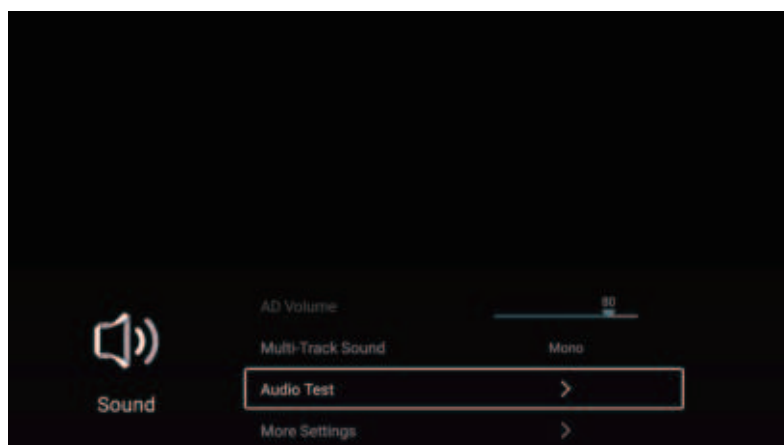 AD Volume
80
Multi-Track Sound
Mono
Audio Test
Sound
More Settings